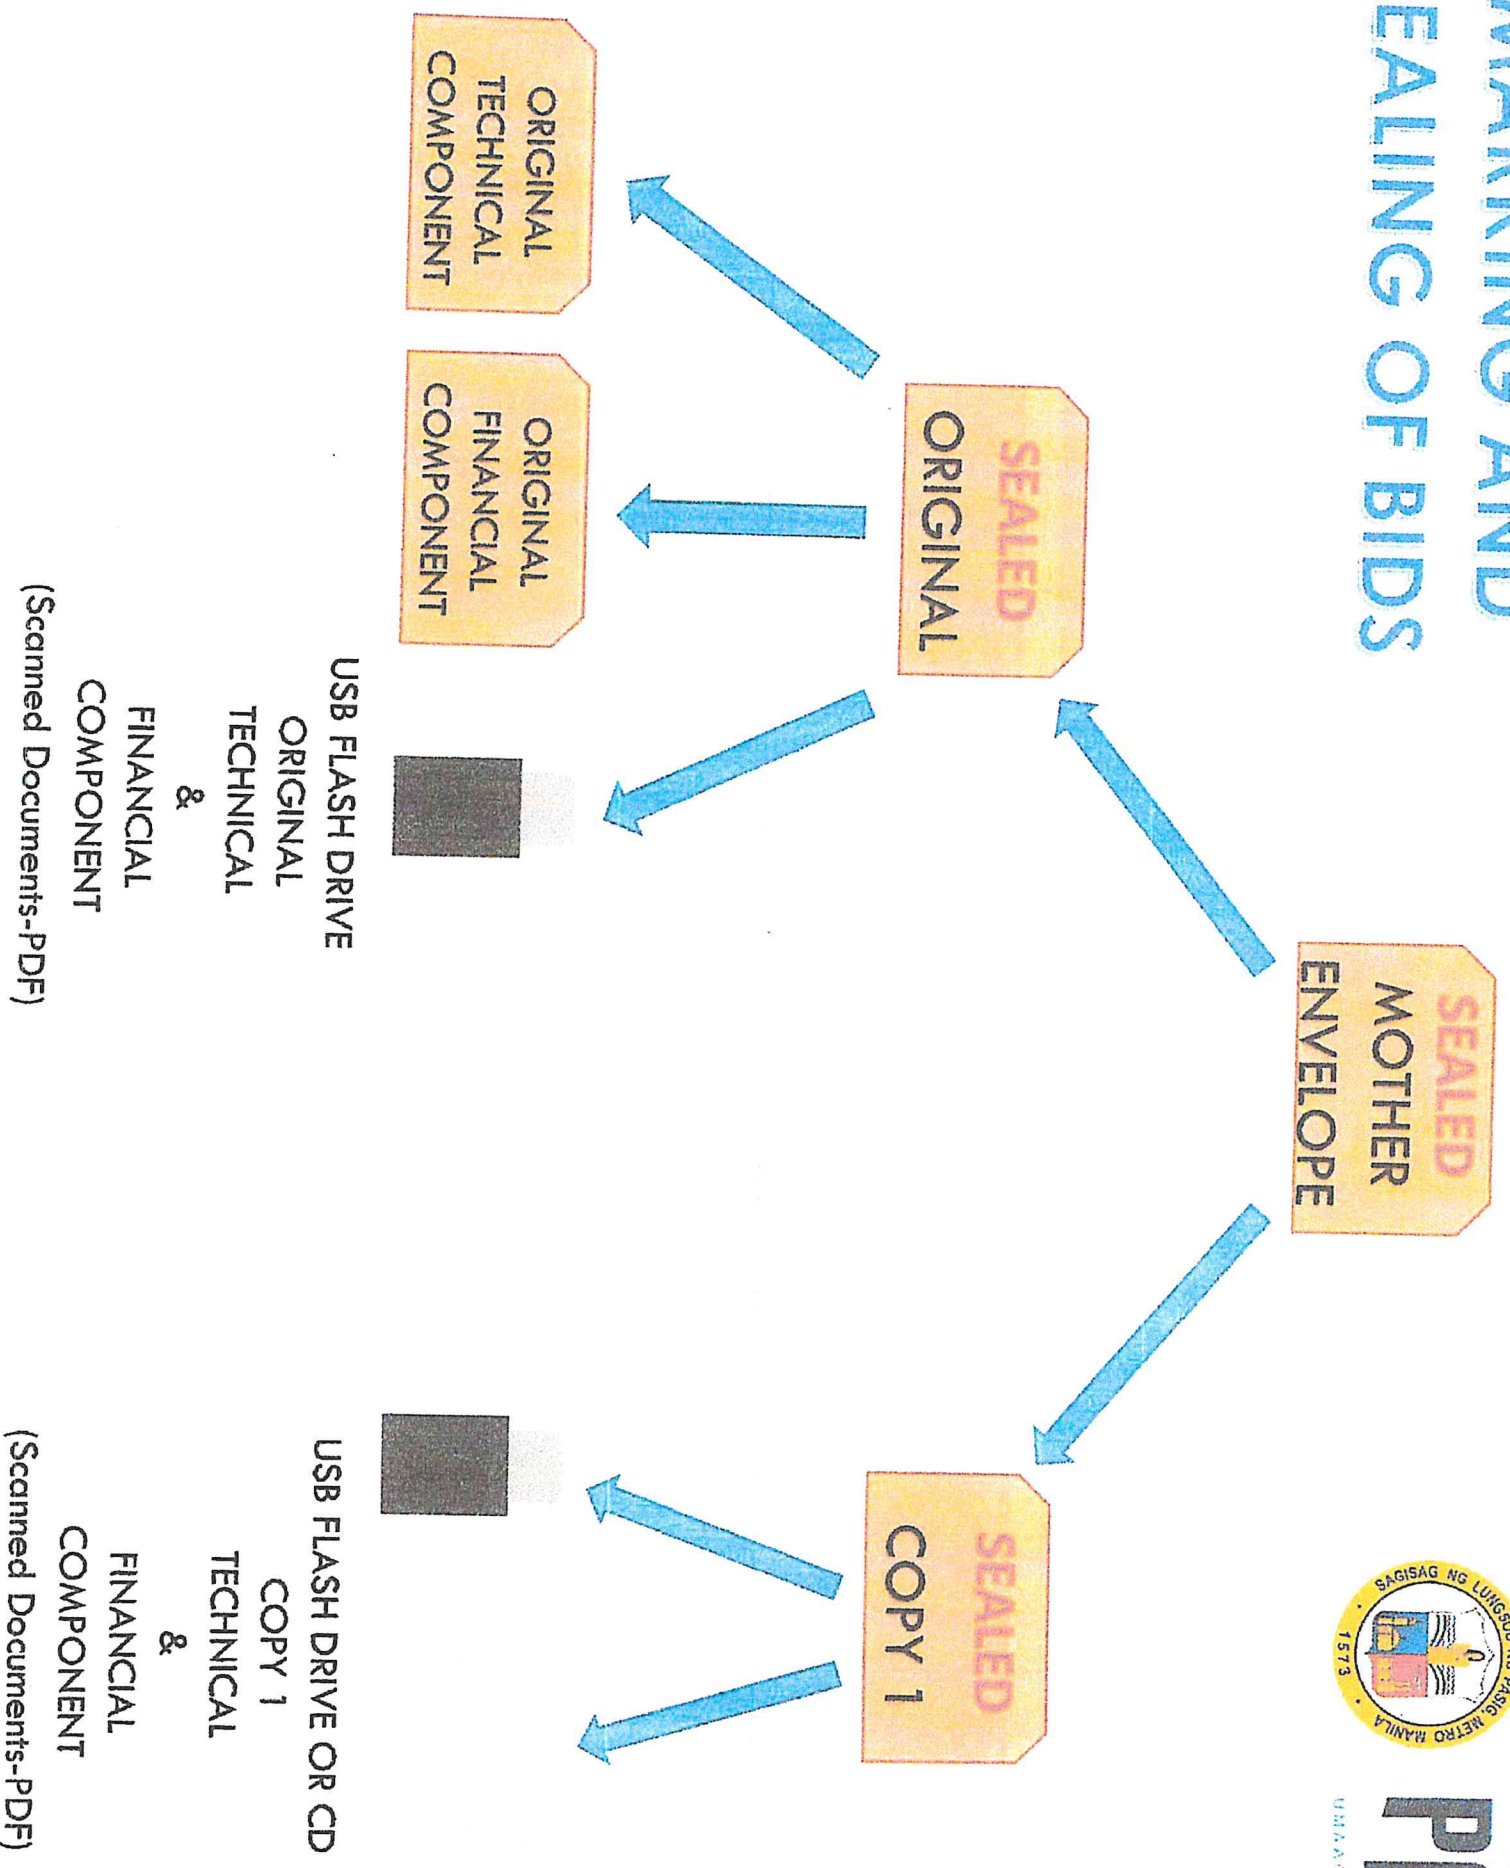 MARKING AND
EALING OF BIDS
SAGISAG NG LUNGSOD NG PASIG, METRO MANILA
1573
SEALED
MOTHER
ENVELOPE
SEALED
ORIGINAL
SEALED
COPY 1
ORIGINAL
TECHNICAL
COMPONENT
ORIGINAL
FINANCIAL
COMPONENT
USB FLASH DRIVE
ORIGINAL
TECHNICAL
&
FINANCIAL
COMPONENT
(Scanned Documents-PDF)
USB FLASH DRIVE OR CD
COPY 1
TECHNICAL
&
FINANCIAL
COMPONENT
(Scanned Documents-PDF)